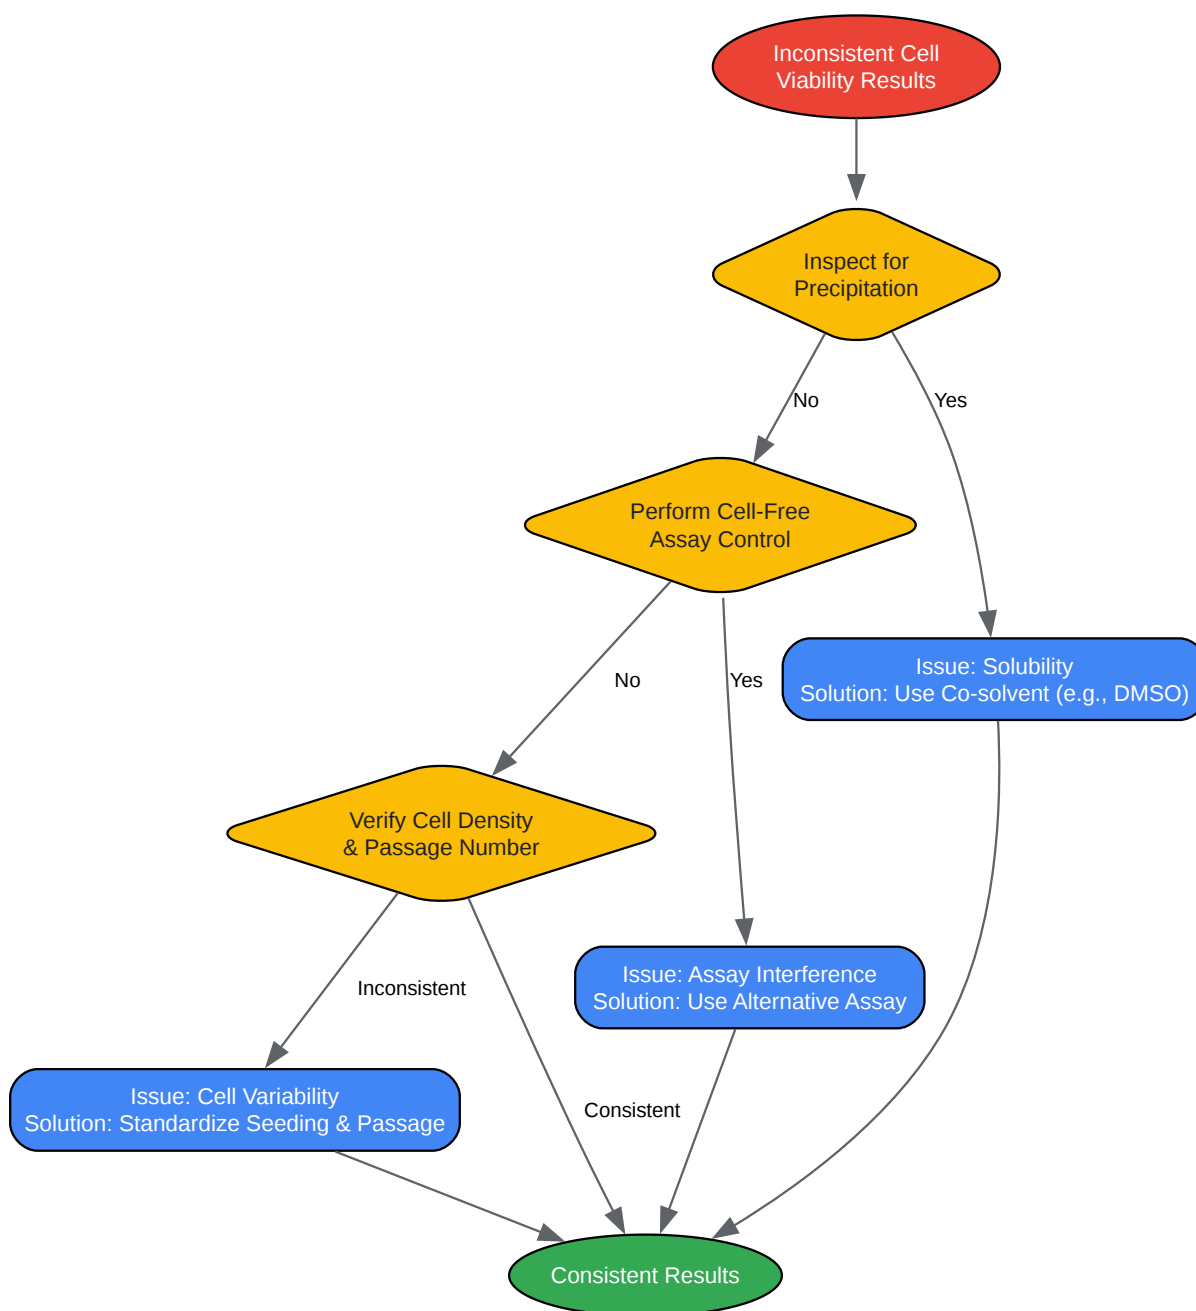 Inconsistent Cell
Viability Results
Inspect for
Precipitation
No
Yes
Perform Cell-Free
Assay Control
No
Yes
Issue: Solubility
Solution: Use Co-solvent (e.g., DMSO)
Verify Cell Density
& Passage Number
Issue: Assay Interference
Solution: Use Alternative Assay
Inconsistent
Issue: Cell Variability
Solution: Standardize Seeding & Passage
Consistent
Consistent Results